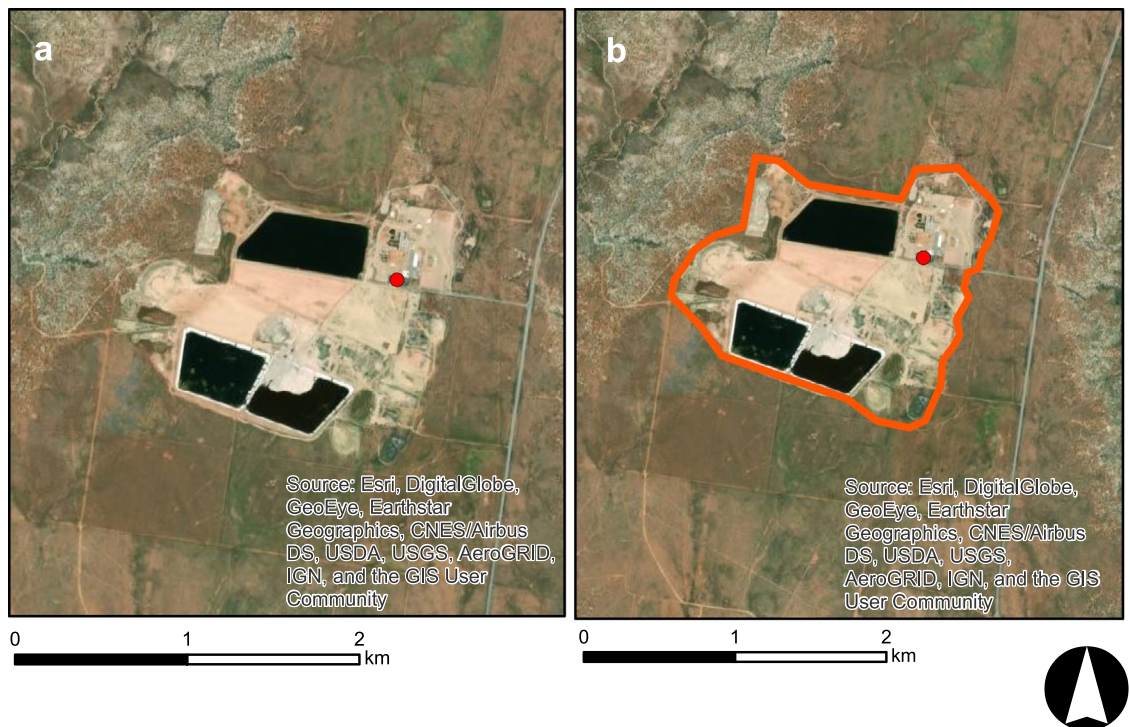 a
Source: Esri, DigitalGlobe,
GeoEye, Earthstar
Geographics, CNES/Airbus
DS, USDA, USGS, AeroGRID,
IGN, and the GIS User
Community
0 1 2
km
b
Source: Esri, DigitalGlobe,
GeoEye, Earthstar
Geographics, CNES/Airbus
DS, USDA, USGS,
AeroGRID, IGN, and the GIS
User Community
0 1 2
km